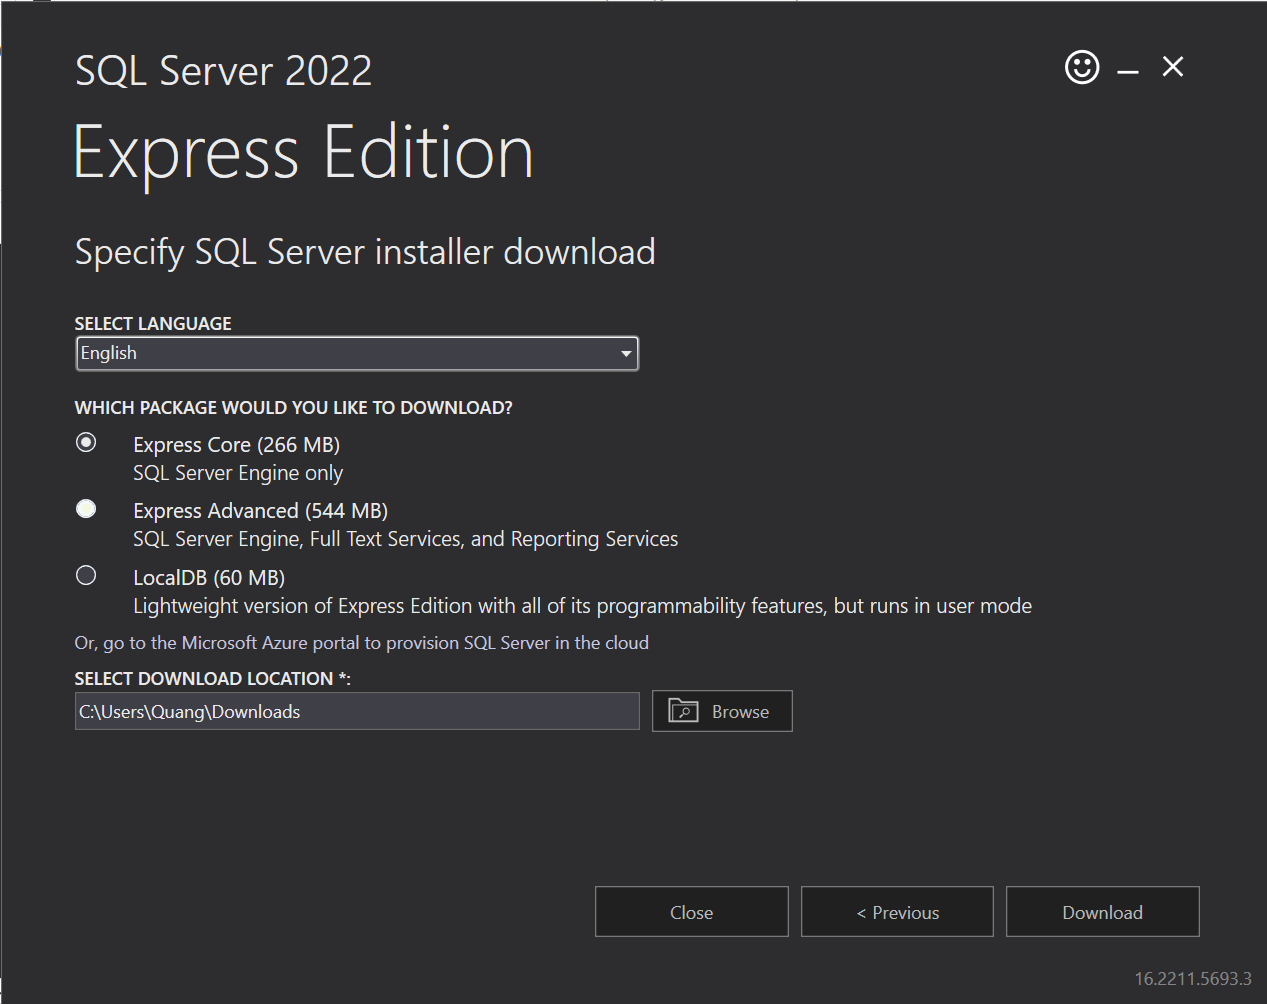 SQL Server 2022
Express Edition
Specify SQL Server installer download
SELECT LANGUAGE
English
WHICH PACKAGE WOULD YOU LIKE TO DOWNLOAD?
Express Core (266 MB)
SQL Server Engine only
Express Advanced (544 MB)
SQL Server Engine, Full Text Services, and Reporting Services
LocalDB (60 MB)
Lightweight version of Express Edition with all of its programmability features, but runs in user mode
Or, go to the Microsoft Azure portal to provision SQL Server in the cloud
SELECT DOWNLOAD LOCATION *:
C:\Users\Quang\Downloads
Browse
Close
< Previous
Download
16.2211.5693.3